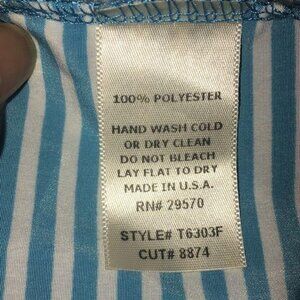 100% POLYESTER
HAND WASH COLD
OR DRY CLEAN
DO NOT BLEACH
LAY FLAT TO DRY
MADE IN U.S.A.
RN# 29570
STYLE# T6303F
CUT# 8874